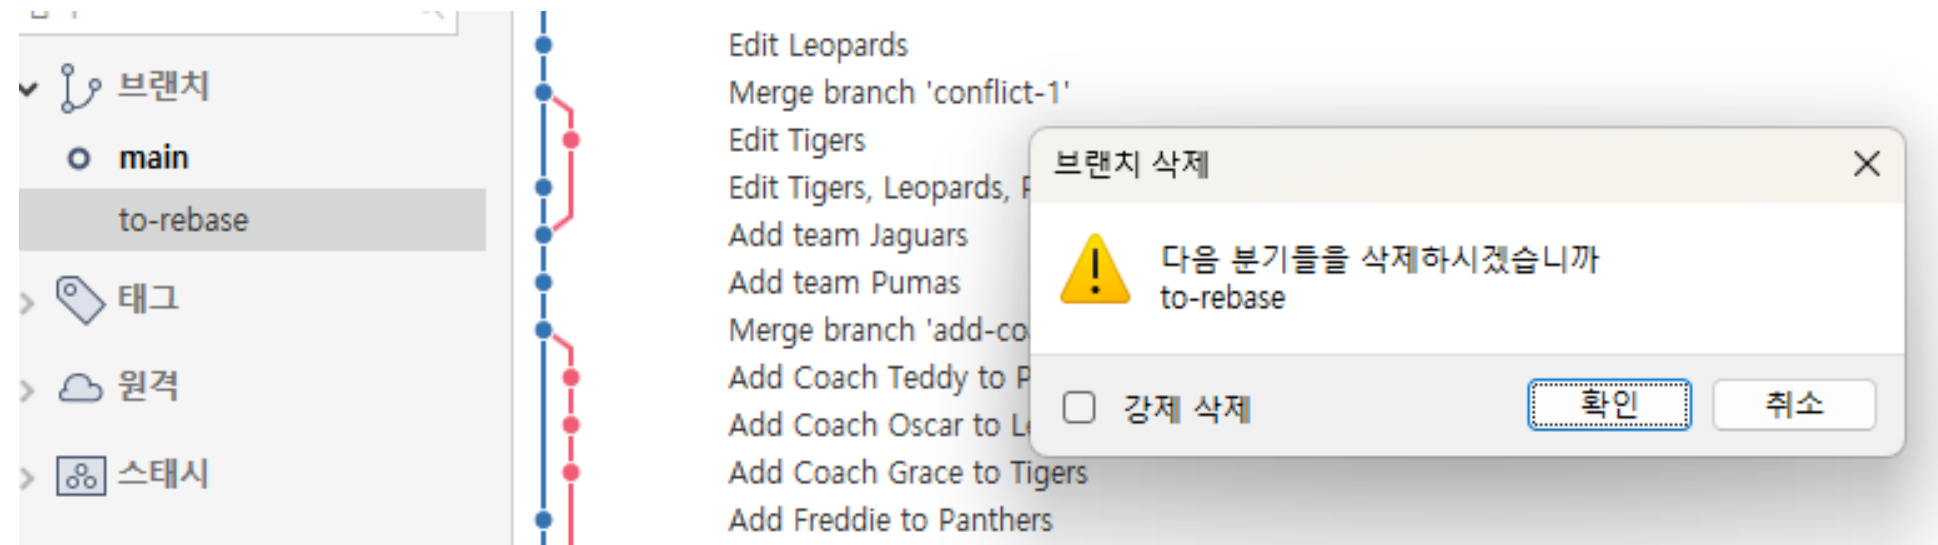 브랜치
main
to-rebase
태그
원격
스태시
Edit Leopards
Merge branch 'conflict-1'
Edit Tigers
Edit Tigers, Leopards,
Add team Jaguars
Add team Pumas
Merge branch 'add-co
Add Coach Teddy to P
Add Coach Oscar to Le
Add Coach Grace to Tigers
Add Freddie to Panthers
브랜치 삭제
다음 분기들을 삭제하시겠습니까
to-rebase
강제 삭제
확인
취소